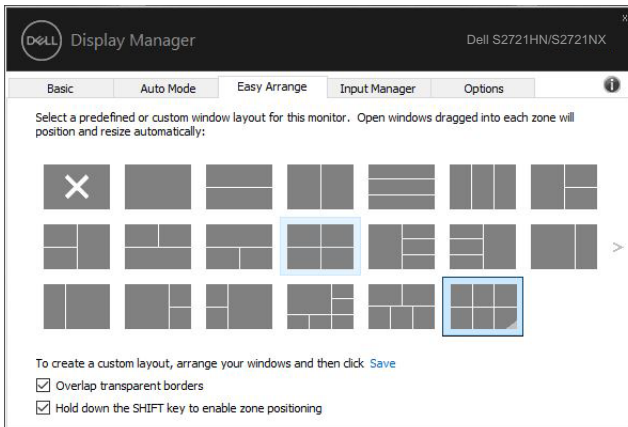 DELL Display Manager
Dell S2721HN/S2721NX
x
Basic Auto Mode Easy Arrange Input Manager Options
Select a predefined or custom window layout for this monitor. Open windows dragged into each zone will
position and resize automatically:
>
To create a custom layout, arrange your windows and then click Save
Overlap transparent borders
Hold down the SHIFT key to enable zone positioning